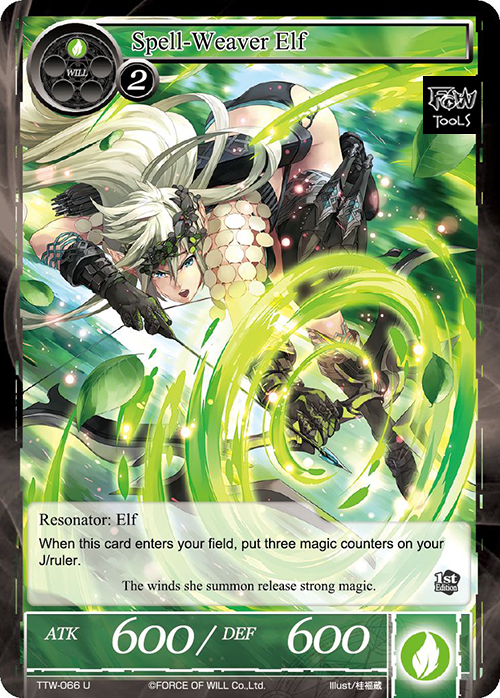 Spell-Weaver Elf
WILL
2
FOW
TOOLS
Resonator: Elf
When this card enters your field, put three magic counters on your
J/ruler.
1st
Edition
The winds she summon release strong magic.
ATK 600 / DEF 600
TTW-066 U ©FORCE OF WILL Co.,Ltd. Illust/桂福蔵